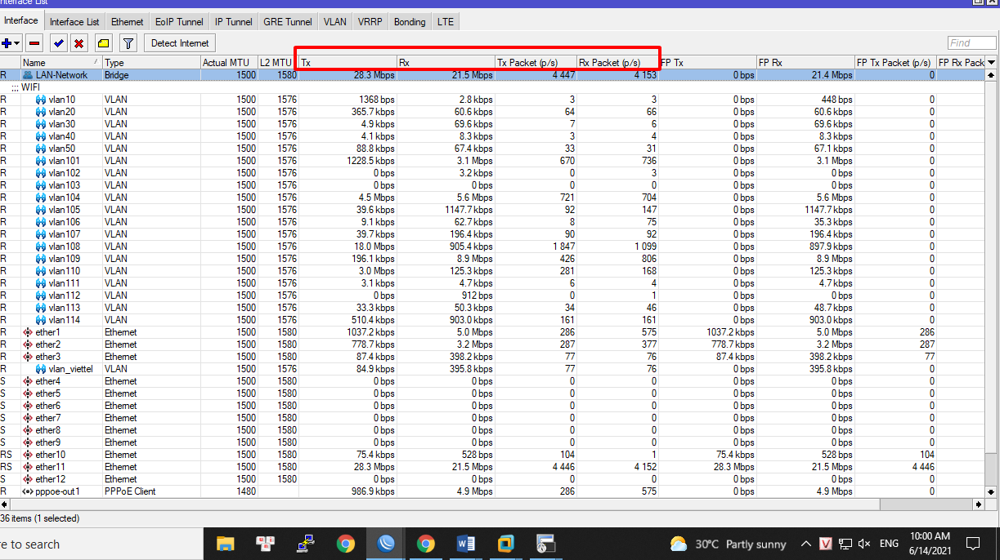 Interface List
Interface Interface List Ethernet EoIP Tunnel IP Tunnel GRE Tunnel VLAN VRRP Bonding LTE
Detect Internet Find
Name Type Actual MTU L2 MTU Tx Rx Tx Packet (p/s) Rx Packet (p/s) FP Tx FP Rx FP Tx Packet (p/s) FP Rx Pack
R LAN-Network Bridge 1500 1580 28.3 Mbps 21.5 Mbps 4 447 4 153 0 bps 21.4 Mbps 0
;;; WIFI
R vlan10 VLAN 1500 1576 1368 bps 2.8 kbps 3 3 0 bps 448 bps 0
R vlan20 VLAN 1500 1576 365.7 kbps 60.6 kbps 64 66 0 bps 60.6 kbps 0
R vlan30 VLAN 1500 1576 4.9 kbps 69.6 kbps 7 6 0 bps 69.6 kbps 0
R vlan40 VLAN 1500 1576 4.1 kbps 8.3 kbps 3 4 0 bps 8.3 kbps 0
R vlan50 VLAN 1500 1576 88.8 kbps 67.4 kbps 33 31 0 bps 67.1 kbps 0
R vlan101 VLAN 1500 1576 1228.5 kbps 3.1 Mbps 670 736 0 bps 3.1 Mbps 0
R vlan102 VLAN 1500 1576 0 bps 3.2 kbps 0 3 0 bps 0 bps 0
R vlan103 VLAN 1500 1576 0 bps 0 bps 0 0 0 bps 0 bps 0
R vlan104 VLAN 1500 1576 4.5 Mbps 5.6 Mbps 721 704 0 bps 5.6 Mbps 0
R vlan105 VLAN 1500 1576 39.6 kbps 1147.7 kbps 92 147 0 bps 1147.7 kbps 0
R vlan106 VLAN 1500 1576 9.1 kbps 62.7 kbps 8 75 0 bps 35.3 kbps 0
R vlan107 VLAN 1500 1576 39.7 kbps 196.4 kbps 90 92 0 bps 196.4 kbps 0
R vlan108 VLAN 1500 1576 18.0 Mbps 905.4 kbps 1 847 1 099 0 bps 897.9 kbps 0
R vlan109 VLAN 1500 1576 196.1 kbps 8.9 Mbps 426 806 0 bps 8.9 Mbps 0
R vlan110 VLAN 1500 1576 3.0 Mbps 125.3 kbps 281 168 0 bps 125.3 kbps 0
R vlan111 VLAN 1500 1576 3.1 kbps 4.7 kbps 6 4 0 bps 4.7 kbps 0
R vlan112 VLAN 1500 1576 0 bps 912 bps 0 1 0 bps 0 bps 0
R vlan113 VLAN 1500 1576 33.3 kbps 50.3 kbps 34 46 0 bps 48.7 kbps 0
R vlan114 VLAN 1500 1576 510.4 kbps 903.0 kbps 161 161 0 bps 903.0 kbps 0
R ether1 Ethernet 1500 1580 1037.2 kbps 5.0 Mbps 286 575 1037.2 kbps 5.0 Mbps 286
R ether2 Ethernet 1500 1580 778.7 kbps 3.2 Mbps 287 377 778.7 kbps 3.2 Mbps 287
R ether3 Ethernet 1500 1580 87.4 kbps 398.2 kbps 77 76 87.4 kbps 398.2 kbps 77
R vlan_viettel VLAN 1500 1576 84.9 kbps 395.8 kbps 77 76 0 bps 395.8 kbps 0
S ether4 Ethernet 1500 1580 0 bps 0 bps 0 0 0 bps 0 bps 0
S ether5 Ethernet 1500 1580 0 bps 0 bps 0 0 0 bps 0 bps 0
S ether6 Ethernet 1500 1580 0 bps 0 bps 0 0 0 bps 0 bps 0
S ether7 Ethernet 1500 1580 0 bps 0 bps 0 0 0 bps 0 bps 0
S ether8 Ethernet 1500 1580 0 bps 0 bps 0 0 0 bps 0 bps 0
S ether9 Ethernet 1500 1580 0 bps 0 bps 0 0 0 bps 0 bps 0
RS ether10 Ethernet 1500 1580 75.4 kbps 528 bps 104 1 75.4 kbps 528 bps 104
RS ether11 Ethernet 1500 1580 28.3 Mbps 21.5 Mbps 4 446 4 152 28.3 Mbps 21.5 Mbps 4 446
S ether12 Ethernet 1500 1580 0 bps 0 bps 0 0 0 bps 0 bps 0
R pppoe-out1 PPPoE Client 1480 986.9 kbps 4.9 Mbps 286 575 0 bps 4.9 Mbps 0
36 items (1 selected)
re to search 30°C Partly sunny ENG 10:00 AM
6/14/2021